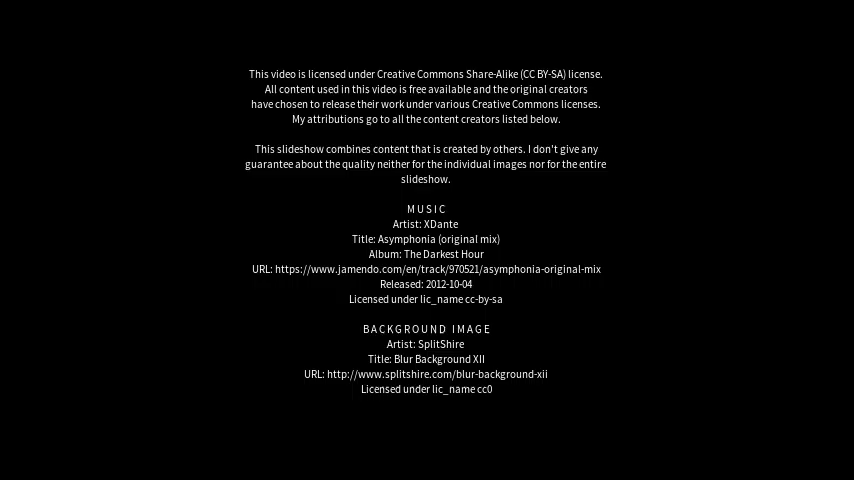 This video is licensed under Creative Commons Share-Alike (CC BY-SA) license.
All content used in this video is free available and the original creators
have chosen to release their work under various Creative Commons licenses.
My attributions go to all the content creators listed below.
This slideshow combines content that is created by others. I don't give any
guarantee about the quality neither for the individual images nor for the entire
slideshow.
MUSIC
Artist: XDante
Title: Asymphonia (original mix)
Album: The Darkest Hour
URL: https://www.jamendo.com/en/track/970521/asymphonia-original-mix
Released: 2012-10-04
Licensed under lic_name cc-by-sa
BACKGROUND IMAGE
Artist: SplitShire
Title: Blur Background XII
URL: http://www.splitshire.com/blur-background-xii
Licensed under lic_name cc0